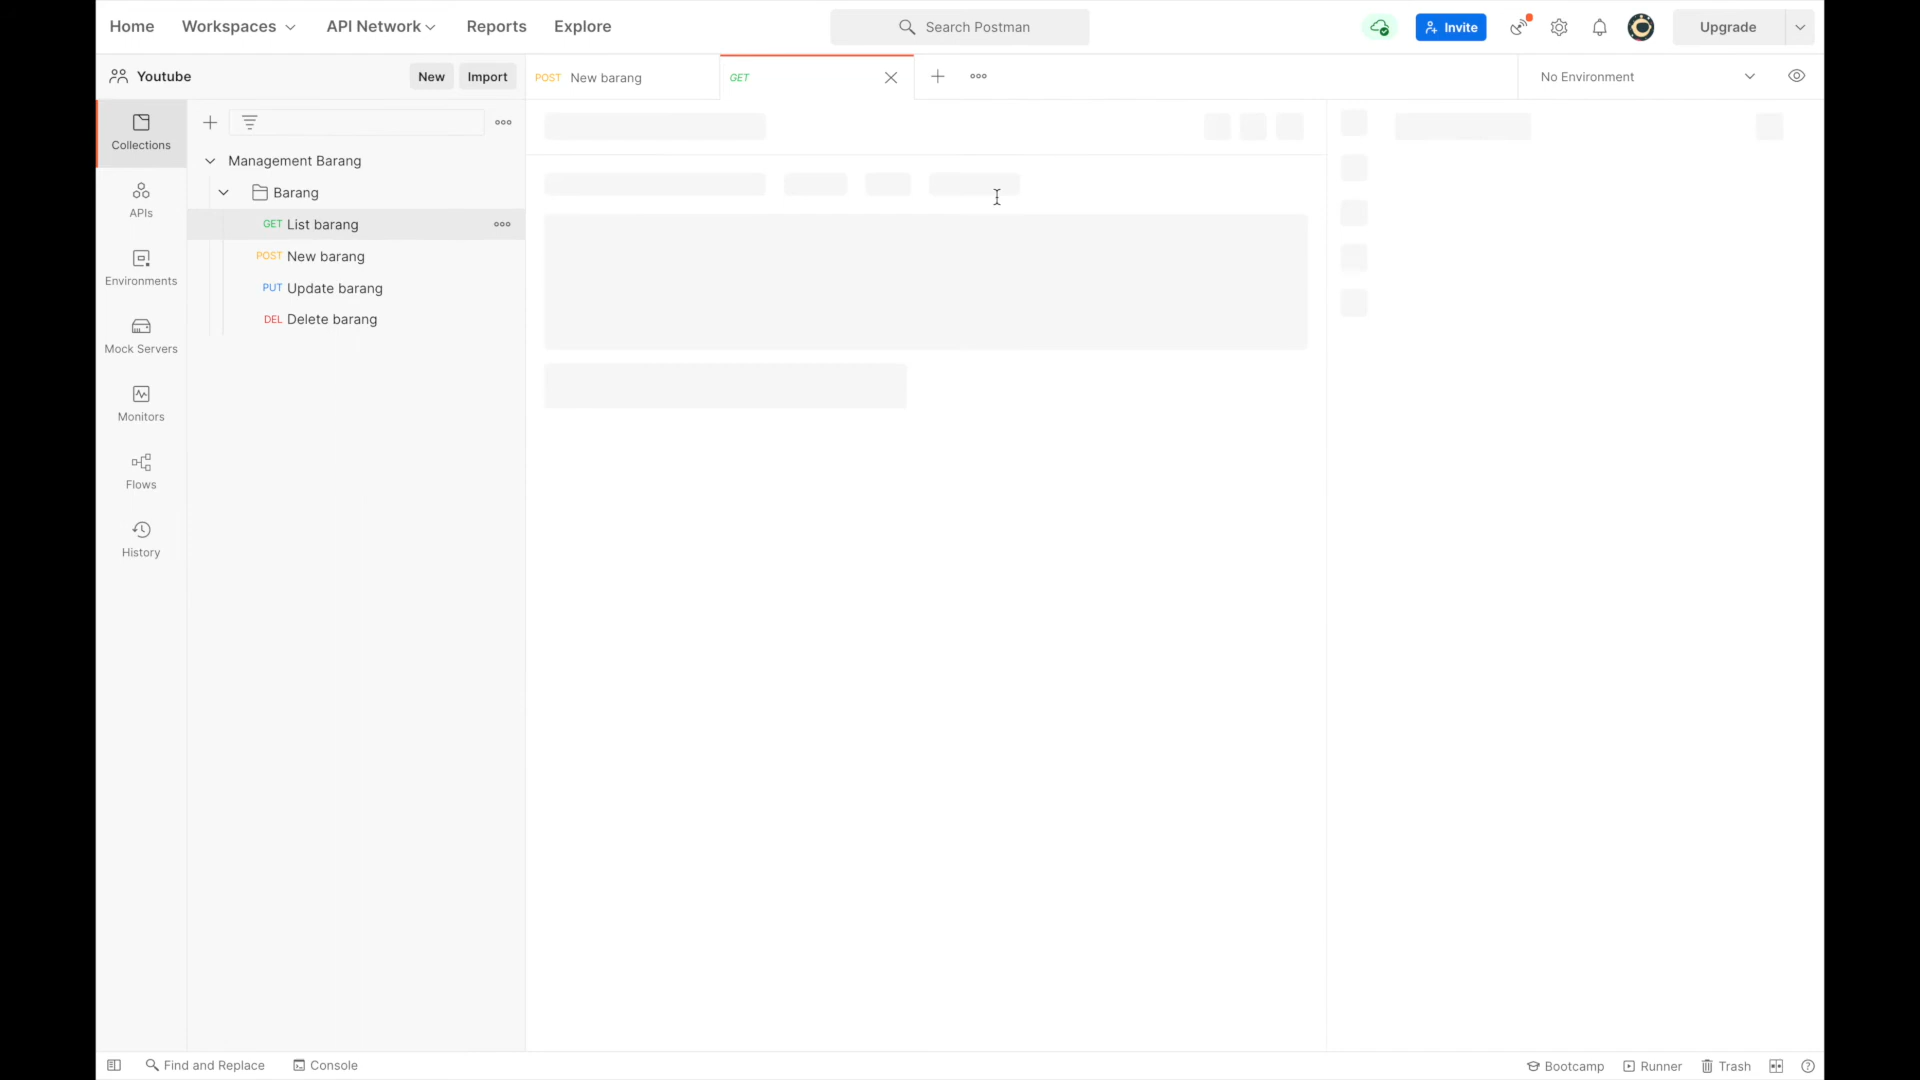 Home Workspaces API Network Reports Explore Search Postman Invite Upgrade
Youtube New Import POST New barang GET No Environment
Collections
APIs
Environments
Mock Servers
Monitors
Flows
History
Management Barang
Barang
GET List barang
POST New barang
PUT Update barang
DEL Delete barang
Find and Replace Console Bootcamp Runner Trash